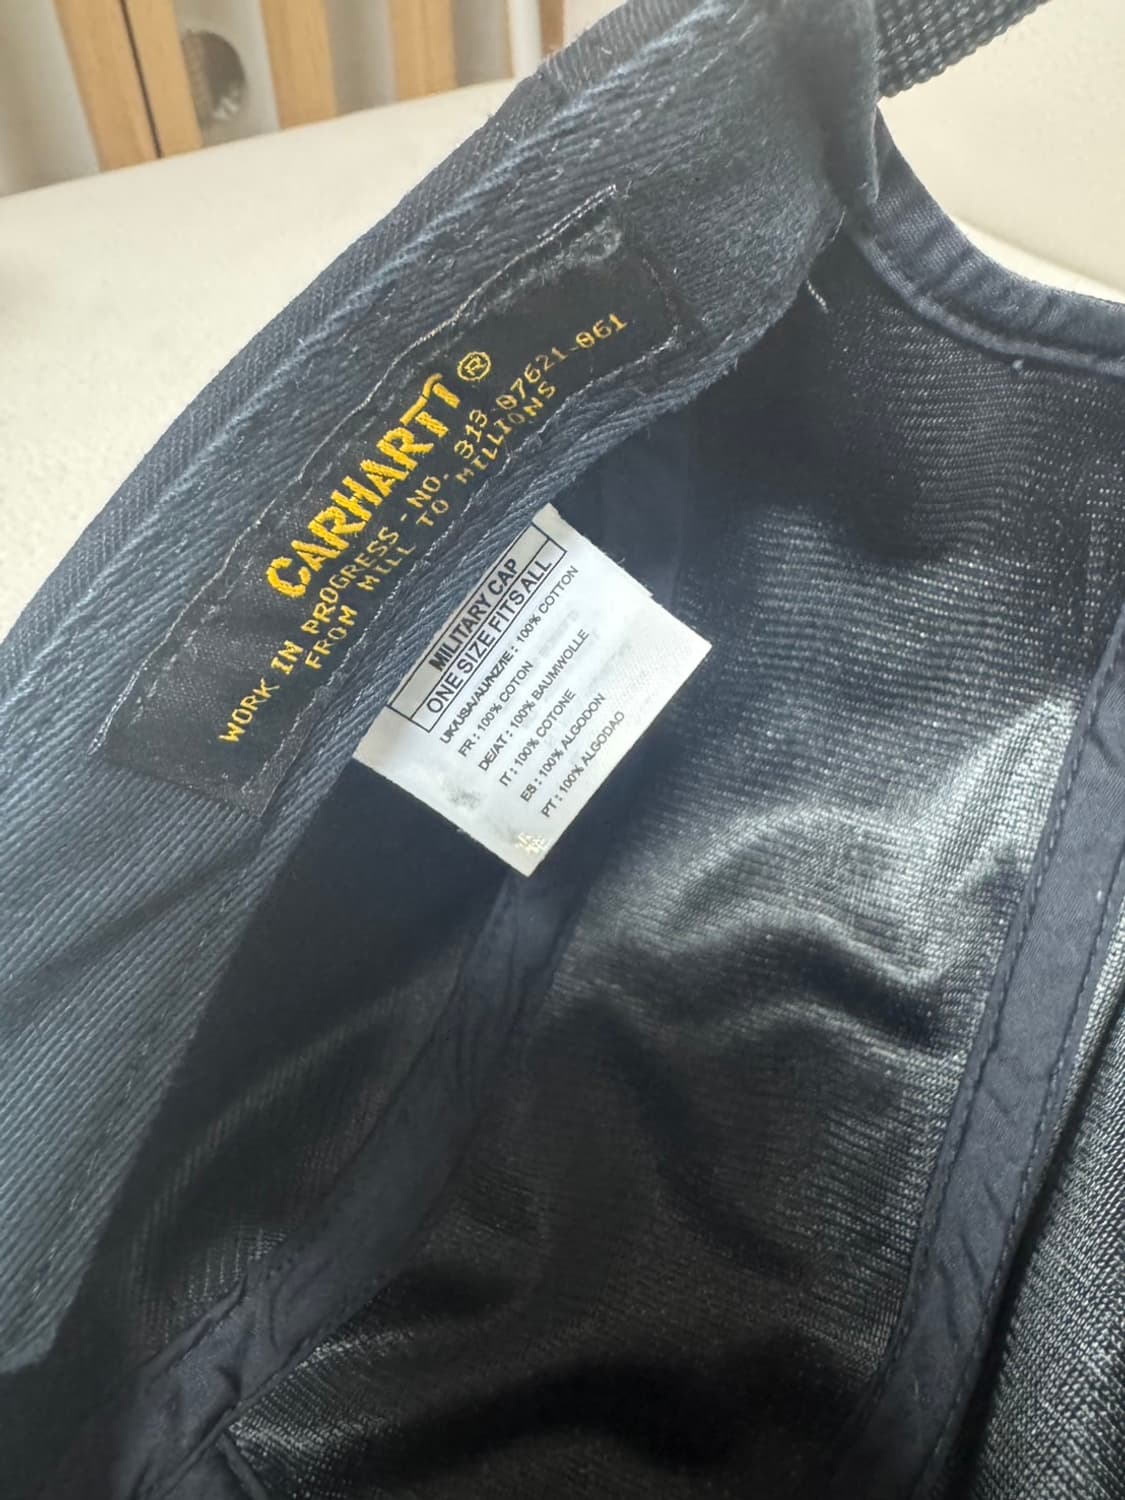 CARHARTT ®
WORK IN PROGRESS - NO. 313-07621-061
FROM MILL TO MILLIONS
MILITARY CAP
ONE SIZE FITS ALL
UK/USA/AU/NZ/IE : 100% COTTON
FR : 100% COTON
DE/AT : 100% BAUMWOLLE
IT : 100% COTONE
ES : 100% ALGODON
PT : 100% ALGODAO